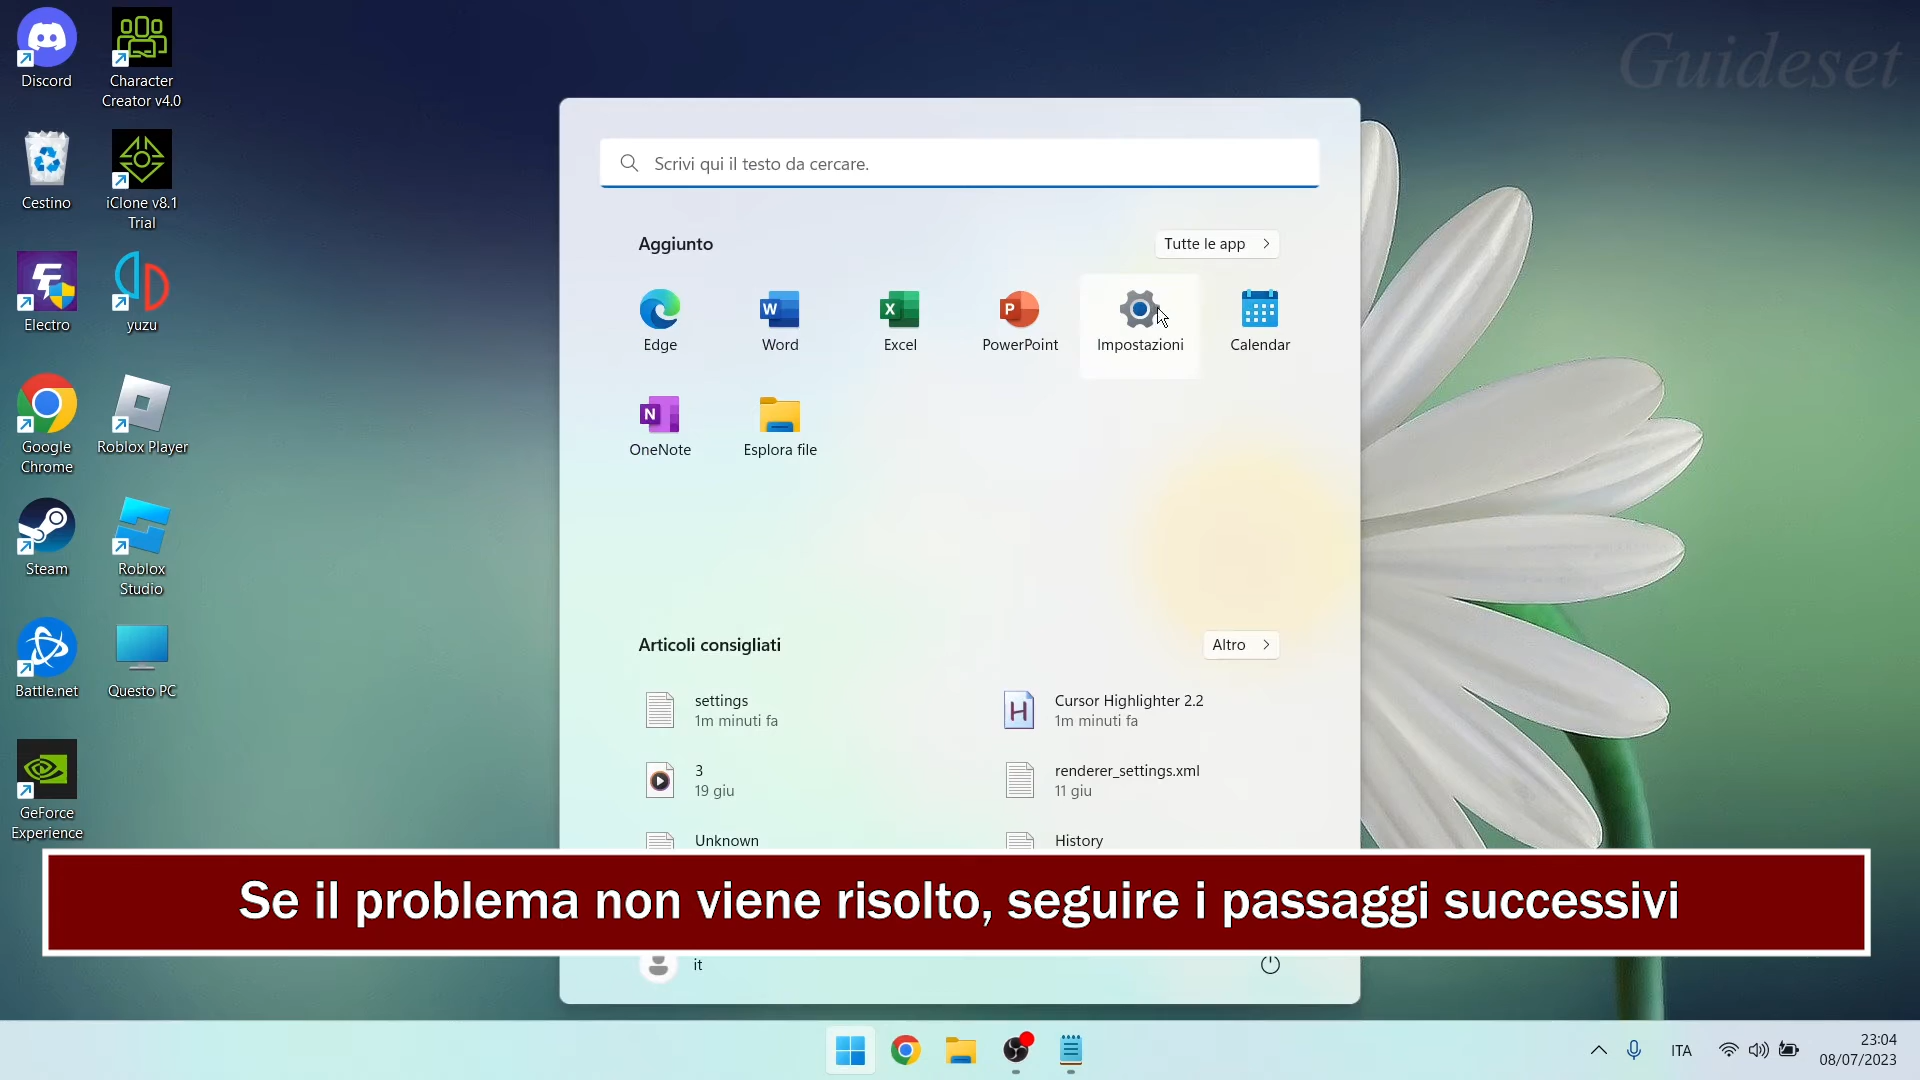 Guideset
Discord
Character
Creator v4.0
Cestino
iClone v8.1
Trial
Electro
yuzu
Google
Chrome
Roblox Player
Steam
Roblox
Studio
Battle.net
Questo PC
GeForce
Experience
Scrivi qui il testo da cercare.
Aggiunto
Tutte le app
Edge
Word
Excel
PowerPoint
Impostazioni
Calendar
OneNote
Esplora file
Articoli consigliati
Altro
settings
1m minuti fa
Cursor Highlighter 2.2
1m minuti fa
3
19 giu
renderer_settings.xml
11 giu
Unknown
History
Se il problema non viene risolto, seguire i passaggi successivi
it
ITA
23:04
08/07/2023